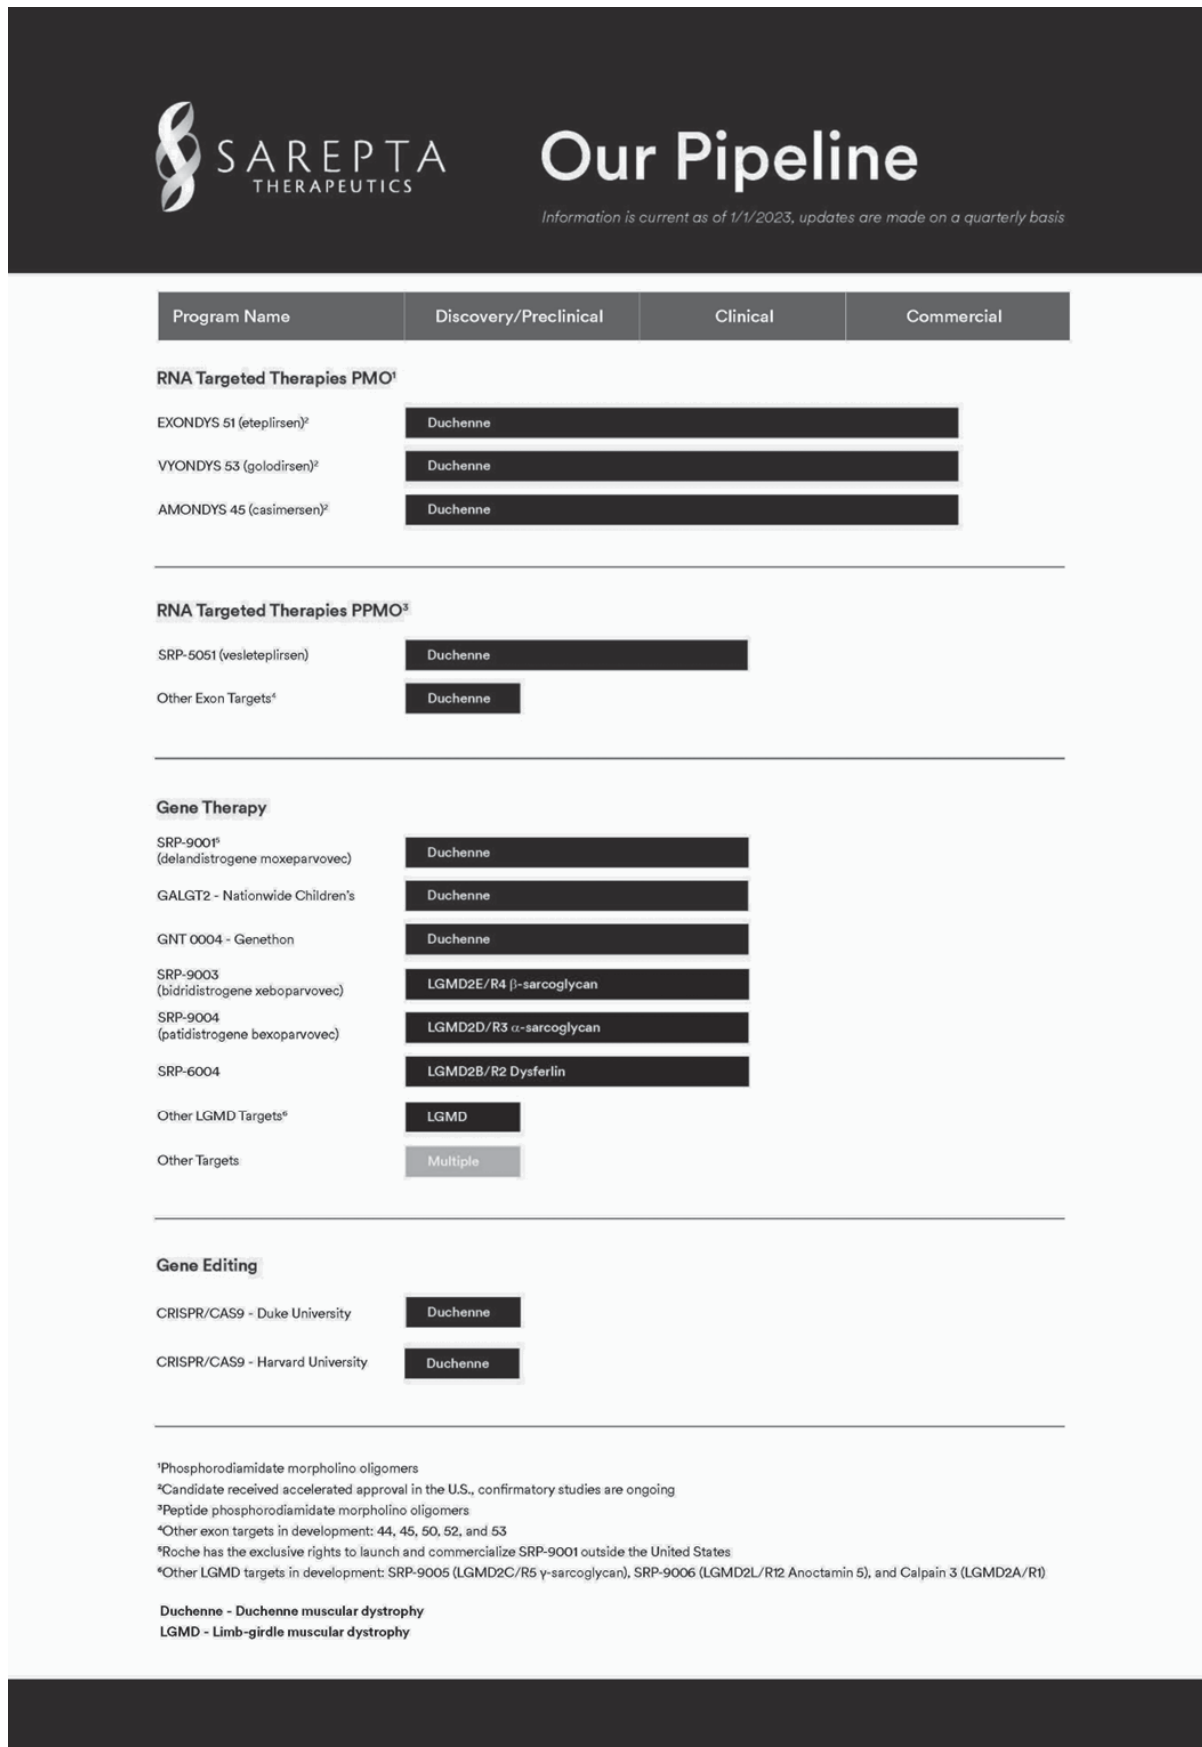 SAREPTA
THERAPEUTICS
Our Pipeline
Information is current as of 1/1/2023, updates are made on a quarterly basis
Program Name Discovery/Preclinical Clinical Commercial
RNA Targeted Therapies PMO¹
EXONDYS 51 (eteplirsen)² Duchenne
VYONDYS 53 (golodirsen)² Duchenne
AMONDYS 45 (casimersen)² Duchenne
RNA Targeted Therapies PPMO³
SRP-5051 (vesleteplirsen) Duchenne
Other Exon Targets⁴ Duchenne
Gene Therapy
SRP-9001⁵
(delandistrogene moxeparvovec) Duchenne
GALGT2 - Nationwide Children's Duchenne
GNT 0004 - Genethon Duchenne
SRP-9003
(bidridistrogene xeboparvovec) LGMD2E/R4 β-sarcoglycan
SRP-9004
(patidistrogene bexoparvovec) LGMD2D/R3 α-sarcoglycan
SRP-6004 LGMD2B/R2 Dysferlin
Other LGMD Targets⁶ LGMD
Other Targets Multiple
Gene Editing
CRISPR/CAS9 - Duke University Duchenne
CRISPR/CAS9 - Harvard University Duchenne
¹Phosphorodiamidate morpholino oligomers
²Candidate received accelerated approval in the U.S., confirmatory studies are ongoing
³Peptide phosphorodiamidate morpholino oligomers
⁴Other exon targets in development: 44, 45, 50, 52, and 53
⁵Roche has the exclusive rights to launch and commercialize SRP-9001 outside the United States
⁶Other LGMD targets in development: SRP-9005 (LGMD2C/R5 γ-sarcoglycan), SRP-9006 (LGMD2L/R12 Anoctamin 5), and Calpain 3 (LGMD2A/R1)
Duchenne - Duchenne muscular dystrophy
LGMD - Limb-girdle muscular dystrophy